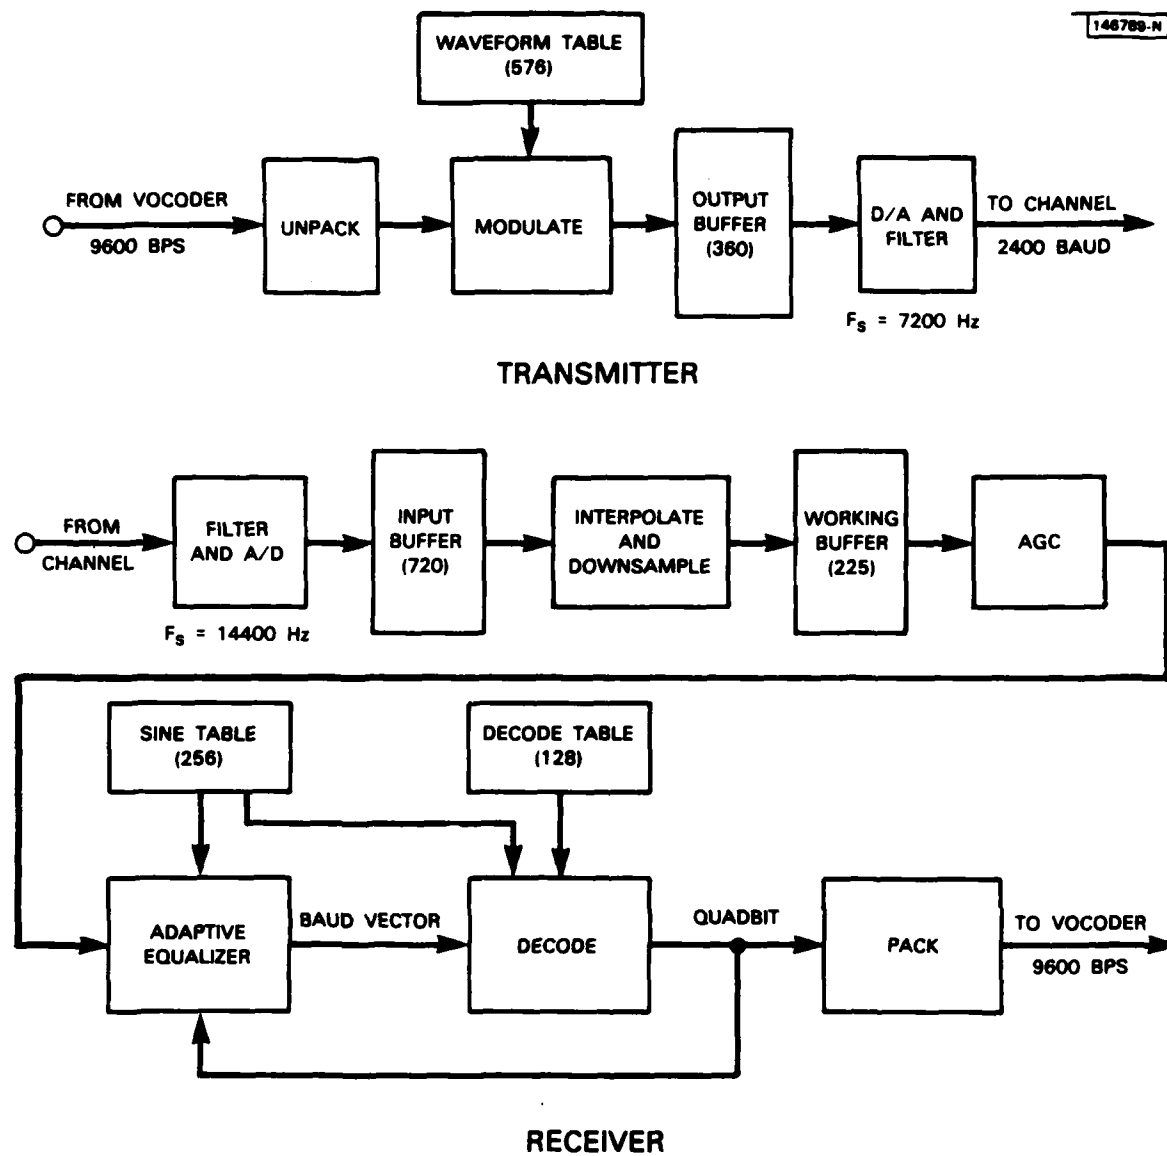 146789-N
WAVEFORM TABLE
(576)
FROM VOCODER
9600 BPS
UNPACK
MODULATE
OUTPUT
BUFFER
(360)
D/A AND
FILTER
TO CHANNEL
2400 BAUD
Fs = 7200 Hz
TRANSMITTER
FROM
CHANNEL
FILTER
AND A/D
INPUT
BUFFER
(720)
INTERPOLATE
AND
DOWNSAMPLE
WORKING
BUFFER
(225)
AGC
Fs = 14400 Hz
SINE TABLE
(256)
DECODE TABLE
(128)
ADAPTIVE
EQUALIZER
BAUD VECTOR
DECODE
QUADBIT
PACK
TO VOCODER
9600 BPS
RECEIVER